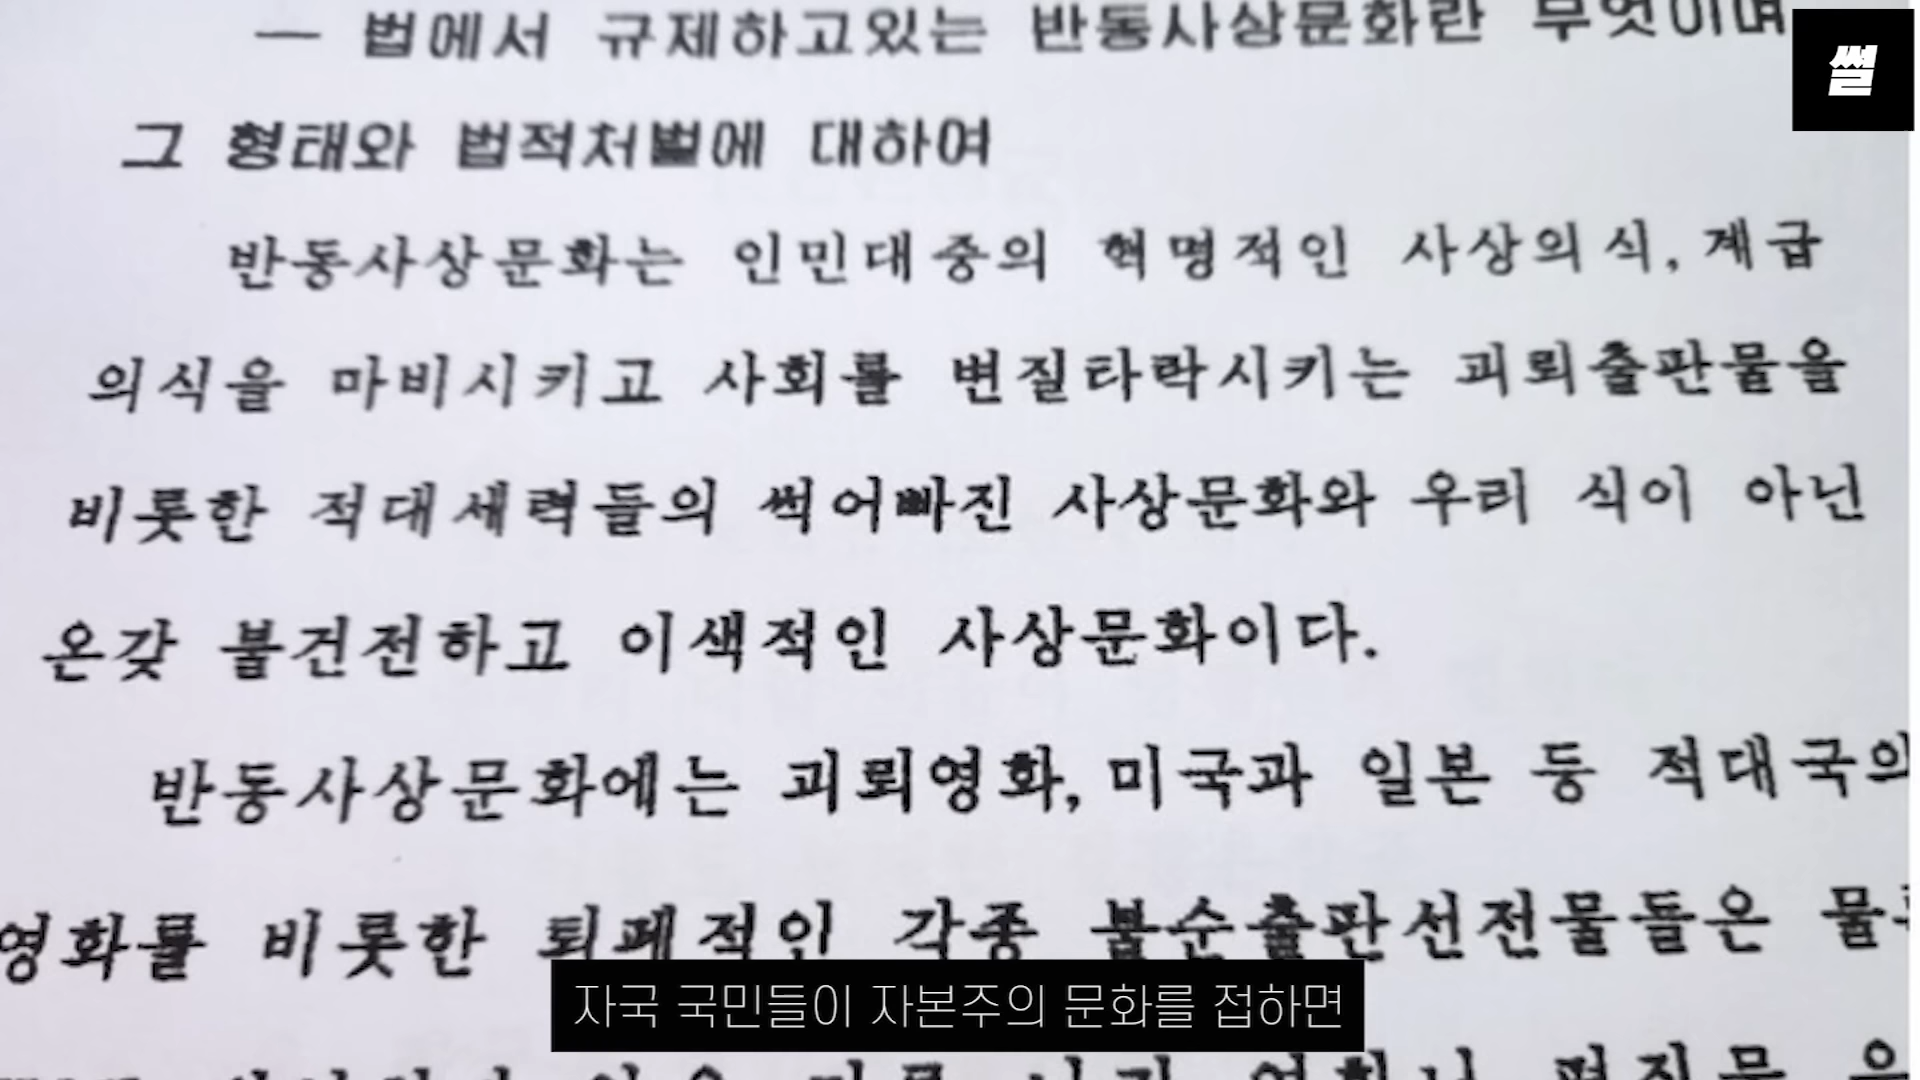 — 법에서 규제하고있는 반동사상문화란 무엇이며
썰
그 형태와 법적처벌에 대하여
반동사상문화는 인민대중의 혁명적인 사상의식, 계급
의식을 마비시키고 사회를 변질타락시키는 괴뢰출판물을
비롯한 적대세력들의 썩어빠진 사상문화와 우리 식이 아닌
온갖 불건전하고 이색적인 사상문화이다.
반동사상문화에는 괴뢰영화, 미국과 일본 등 적대국의
영화를 비롯한 퇴폐적인 각종 불순출판선전물들은
자국 국민들이 자본주의 문화를 접하면